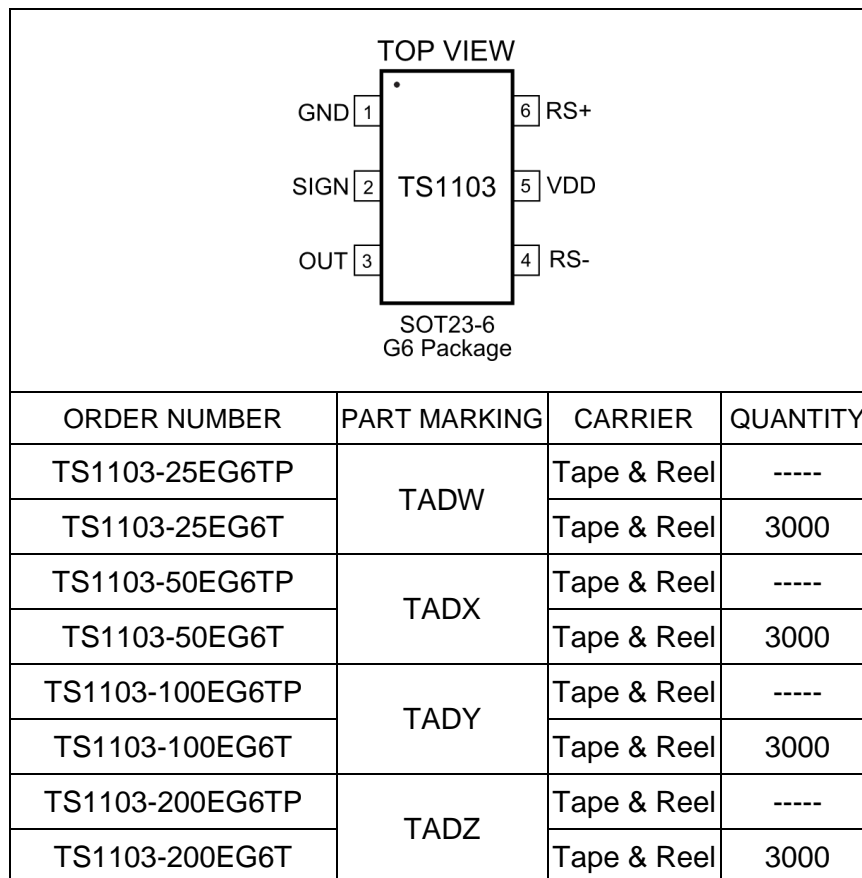 TOP VIEW
GND 1
6 RS+
SIGN 2
TS1103
5 VDD
OUT 3
4 RS-
SOT23-6
G6 Package
ORDER NUMBER PART MARKING CARRIER QUANTITY
TS1103-25EG6TP TADW Tape & Reel -----
TS1103-25EG6T Tape & Reel 3000
TS1103-50EG6TP TADX Tape & Reel -----
TS1103-50EG6T Tape & Reel 3000
TS1103-100EG6TP TADY Tape & Reel -----
TS1103-100EG6T Tape & Reel 3000
TS1103-200EG6TP TADZ Tape & Reel -----
TS1103-200EG6T Tape & Reel 3000